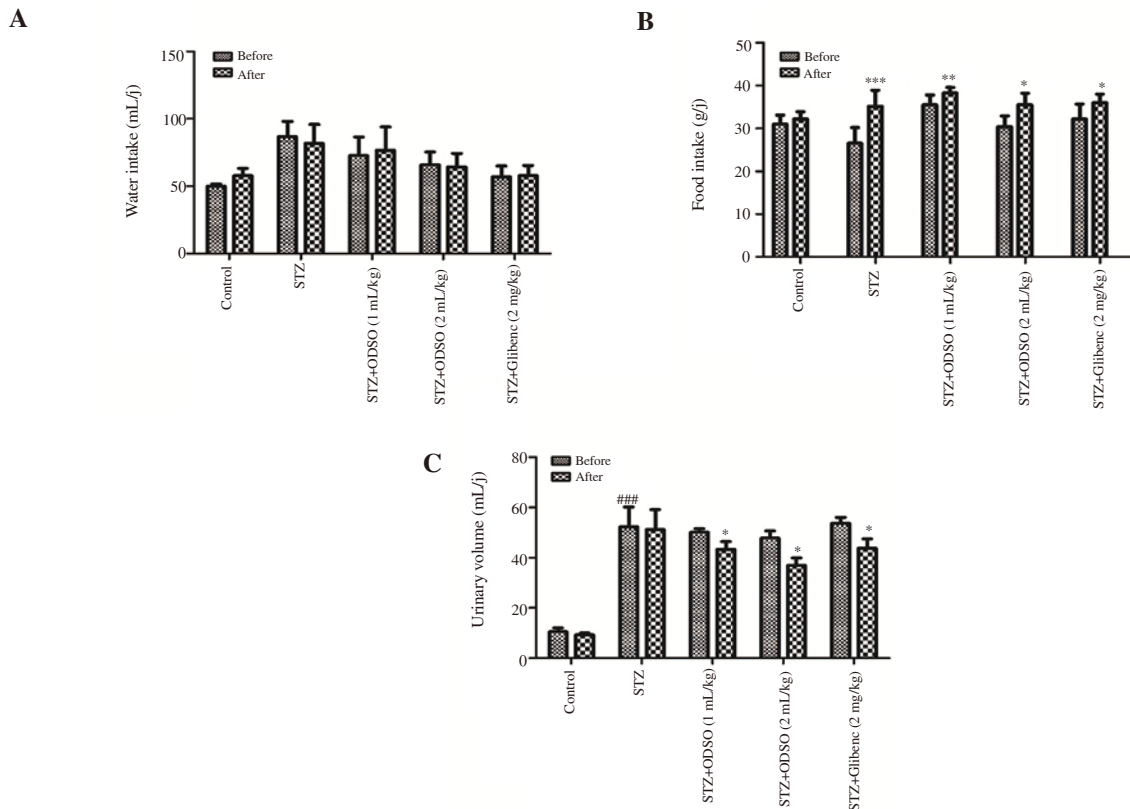 A
Water intake (mL/j)
150
100
50
0
Before
After
Control
STZ
STZ+ODSO (1 mL/kg)
STZ+ODSO (2 mL/kg)
STZ+Glibenc (2 mg/kg)
B
Food intake (g/j)
50
40
30
20
10
0
Before
After
***
**
*
*
Control
STZ
STZ+ODSO (1 mL/kg)
STZ+ODSO (2 mL/kg)
STZ+Glibenc (2 mg/kg)
C
Urinary volume (mL/j)
80
60
40
20
0
Before
After
###
*
*
*
Control
STZ
STZ+ODSO (1 mL/kg)
STZ+ODSO (2 mL/kg)
STZ+Glibenc (2 mg/kg)